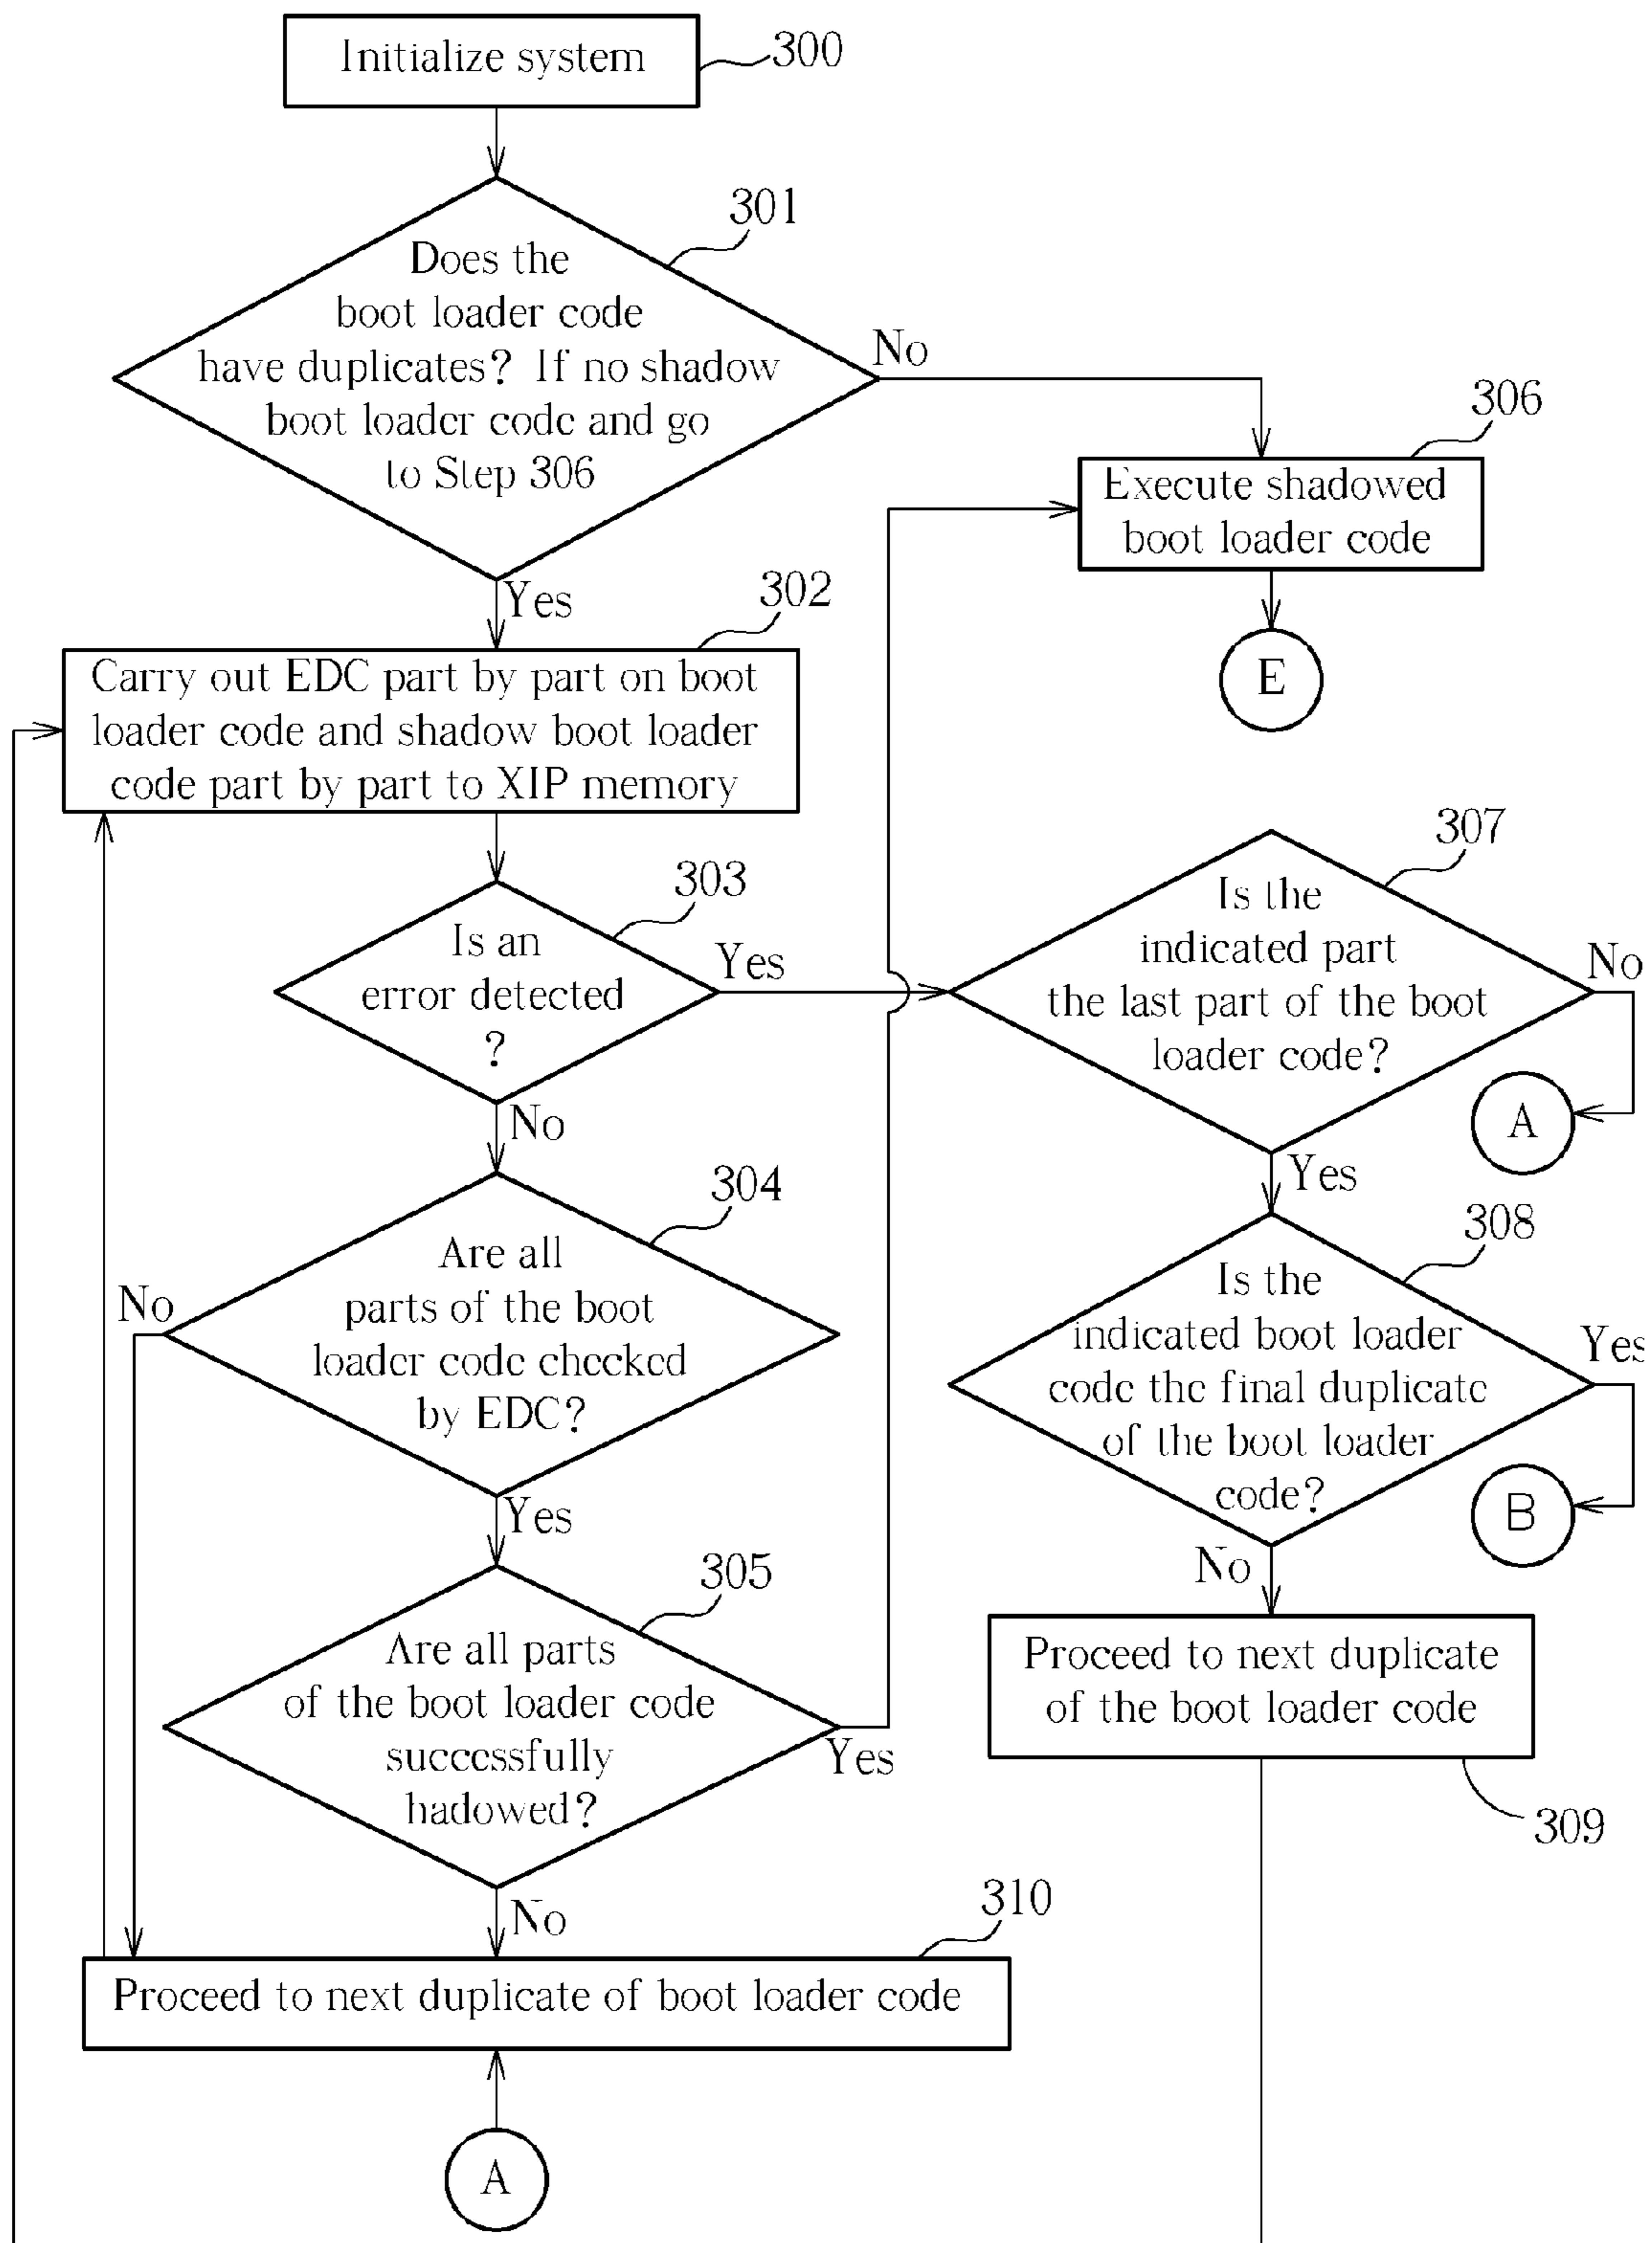 Initialize system
300
301
Does the
boot loader code
have duplicates? If no shadow
boot loader code and go
to Step 306
No
306
Execute shadowed
boot loader code
E
Yes
302
Carry out EDC part by part on boot
loader code and shadow boot loader
code part by part to XIP memory
303
Is an
error detected
?
Yes
307
Is the
indicated part
the last part of the boot
loader code?
No
A
No
304
Are all
parts of the boot
loader code checked
by EDC?
No
Yes
308
Is the
indicated boot loader
code the final duplicate
of the boot loader
code?
Yes
B
Yes
305
Are all parts
of the boot loader code
successfully
hadowed?
Yes
No
Proceed to next duplicate
of the boot loader code
309
No
310
Proceed to next duplicate of boot loader code
A